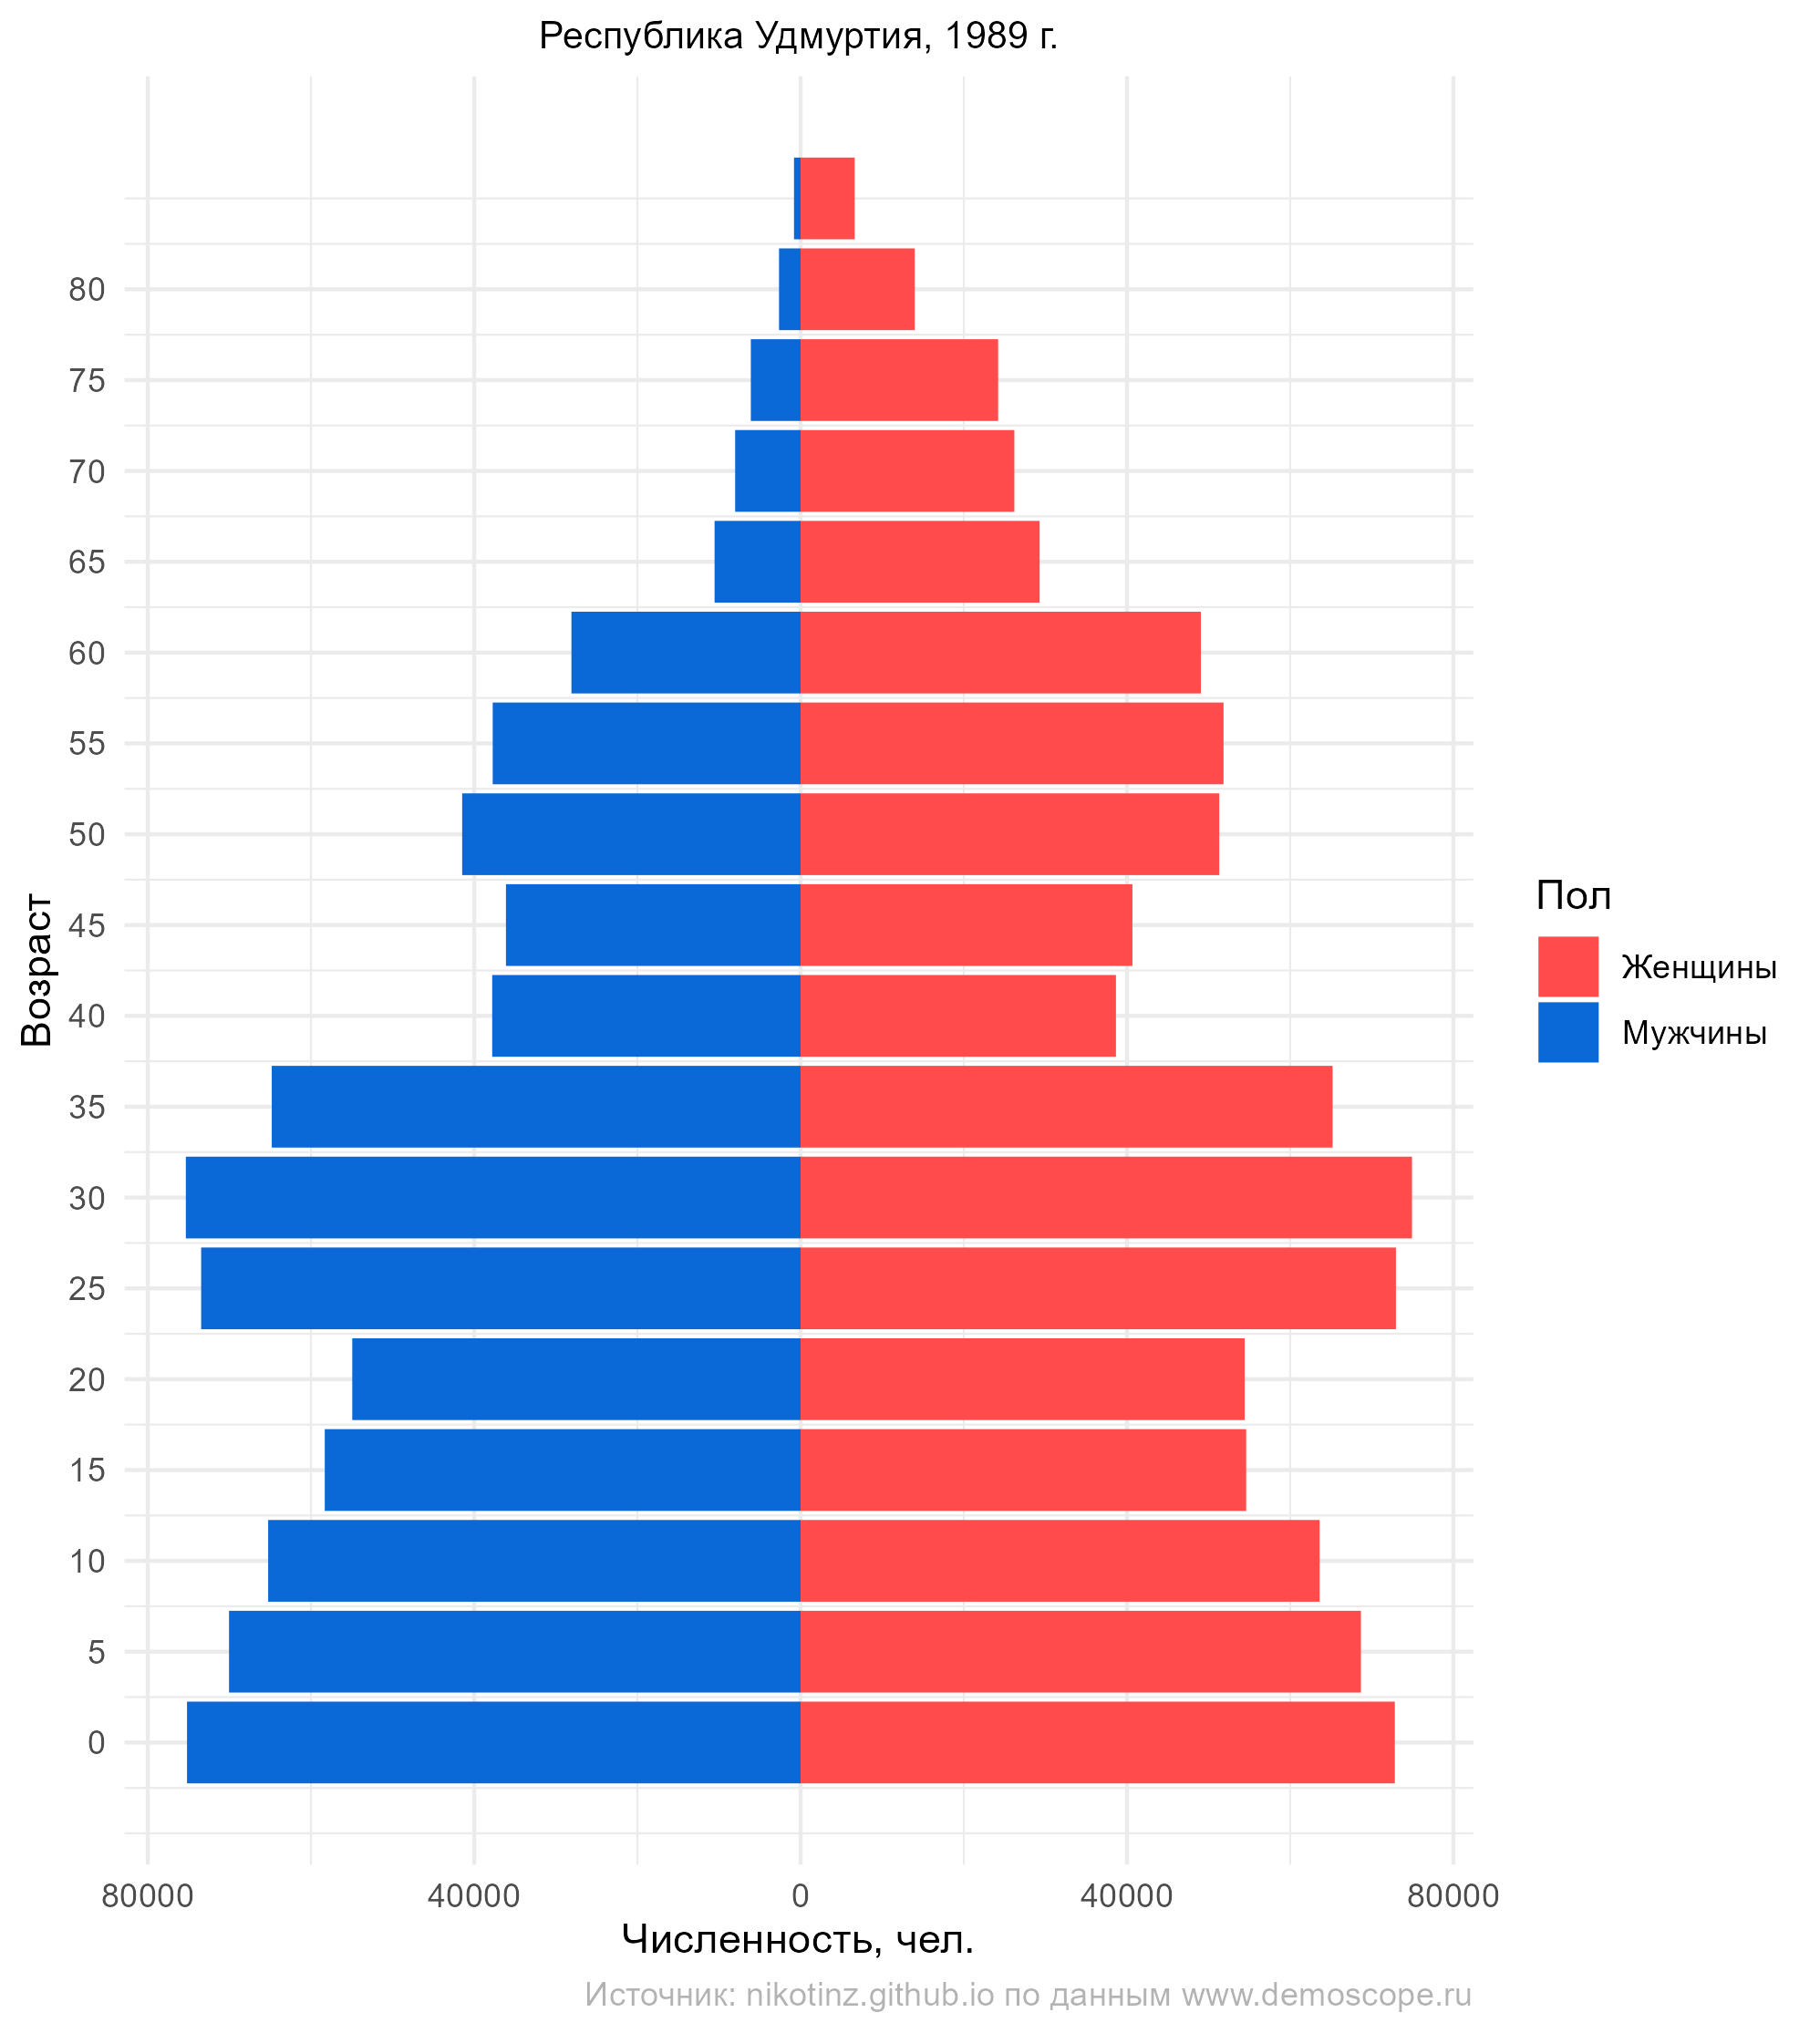 Республика Удмуртия, 1989 г.
80
75
70
65
60
55
50
45
40
35
30
25
20
15
10
5
0
Возраст
80000 40000 0 40000 80000
Численность, чел.
Пол
Женщины
Мужчины
Источник: nikotinz.github.io по данным www.demoscope.ru